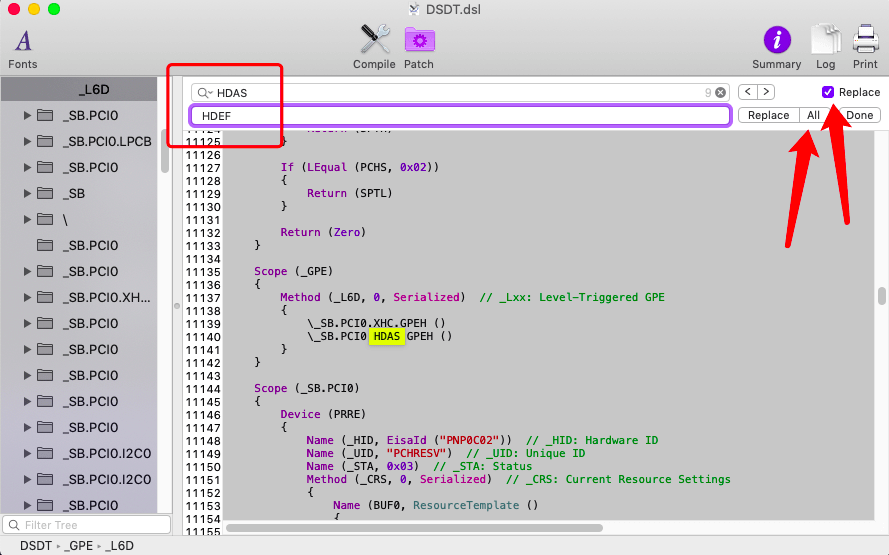 DSDT.dsl
Fonts
Compile
Patch
Summary
Log
Print
_L6D
_SB.PCI0
_SB.PCI0.LPCB
_SB.PCI0
_SB
\
_SB.PCI0
_SB.PCI0
_SB.PCI0.XH...
_SB.PCI0
_SB.PCI0
_SB.PCI0
_SB.PCI0
_SB.PCI0
_SB.PCI0
_SB.PCI0.I2C0
_SB.PCI0.I2C0
_SB.PCI0
Filter Tree
HDAS 9 < > Replace
HDEF Replace All Done
11124
11125 }
11126
11127 If (LEqual (PCHS, 0x02))
11128 {
11129 Return (SPTL)
11130 }
11131
11132 Return (Zero)
11133 }
11134
11135 Scope (_GPE)
11136 {
11137 Method (_L6D, 0, Serialized) // _Lxx: Level-Triggered GPE
11138 {
11139 \_SB.PCI0.XHC.GPEH ()
11140 \_SB.PCI0 HDAS GPEH ()
11141 }
11142 }
11143
11144 Scope (_SB.PCI0)
11145 {
11146 Device (PRRE)
11147 {
11148 Name (_HID, EisaId ("PNP0C02")) // _HID: Hardware ID
11149 Name (_UID, "PCHRESV") // _UID: Unique ID
11150 Name (_STA, 0x03) // _STA: Status
11151 Method (_CRS, 0, Serialized) // _CRS: Current Resource Settings
11152 {
11153 Name (BUF0, ResourceTemplate ()
11154 {
11155
DSDT _GPE _L6D